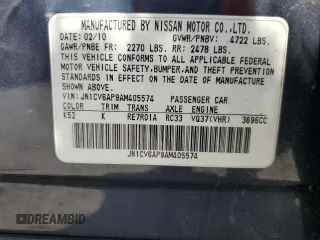 MANUFACTURED BY NISSAN MOTOR CO.,LTD.
DATE: 02/10 GVWR/PNBV: 4722 LBS.
GAWR/PNBE FR: 2270 LBS. RR: 2478 LBS.
THIS VEHICLE CONFORMS TO ALL APPLICABLE FEDERAL
MOTOR VEHICLE SAFETY,BUMPER,AND THEFT PREVENTION
STANDARDS IN EFFECT ON THE DATE OF MANUFACTURE
SHOWN ABOVE.
VIN: JN1CV6AP9AM405574 PASSENGER CAR
COLOR TRIM TRANS AXLE ENGINE
K52 K RE7R01A RC33 VQ37(VHR) 3696CC
JN1CV6AP9AM405574
DREAMBID